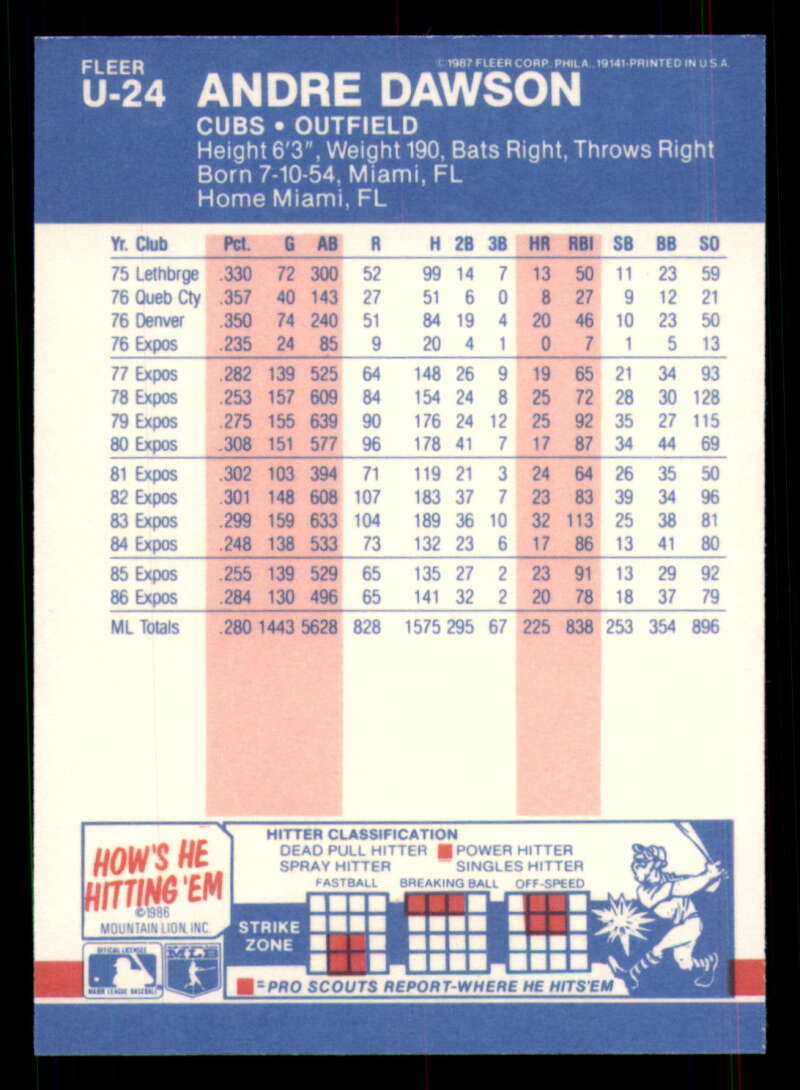 FLEER
©1987 FLEER CORP. PHILA., 19141-PRINTED IN U.S.A.
U-24 ANDRE DAWSON
CUBS • OUTFIELD
Height 6'3", Weight 190, Bats Right, Throws Right
Born 7-10-54, Miami, FL
Home Miami, FL
Yr. Club Pct. G AB R H 2B 3B HR RBI SB BB SO
75 Lethbrge .330 72 300 52 99 14 7 13 50 11 23 59
76 Queb Cty .357 40 143 27 51 6 0 8 27 9 12 21
76 Denver .350 74 240 51 84 19 4 20 46 10 23 50
76 Expos .235 24 85 9 20 4 1 0 7 1 5 13
77 Expos .282 139 525 64 148 26 9 19 65 21 34 93
78 Expos .253 157 609 84 154 24 8 25 72 28 30 128
79 Expos .275 155 639 90 176 24 12 25 92 35 27 115
80 Expos .308 151 577 96 178 41 7 17 87 34 44 69
81 Expos .302 103 394 71 119 21 3 24 64 26 35 50
82 Expos .301 148 608 107 183 37 7 23 83 39 34 96
83 Expos .299 159 633 104 189 36 10 32 113 25 38 81
84 Expos .248 138 533 73 132 23 6 17 86 13 41 80
85 Expos .255 139 529 65 135 27 2 23 91 13 29 92
86 Expos .284 130 496 65 141 32 2 20 78 18 37 79
ML Totals .280 1443 5628 828 1575 295 67 225 838 253 354 896
HOW'S HE
HITTING 'EM
©1986
MOUNTAIN LION, INC.
OFFICIAL LICENSEE
MAJOR LEAGUE BASEBALL
MLB
HITTER CLASSIFICATION
DEAD PULL HITTER POWER HITTER
SPRAY HITTER SINGLES HITTER
FASTBALL BREAKING BALL OFF-SPEED
STRIKE
ZONE
=PRO SCOUTS REPORT-WHERE HE HITS'EM